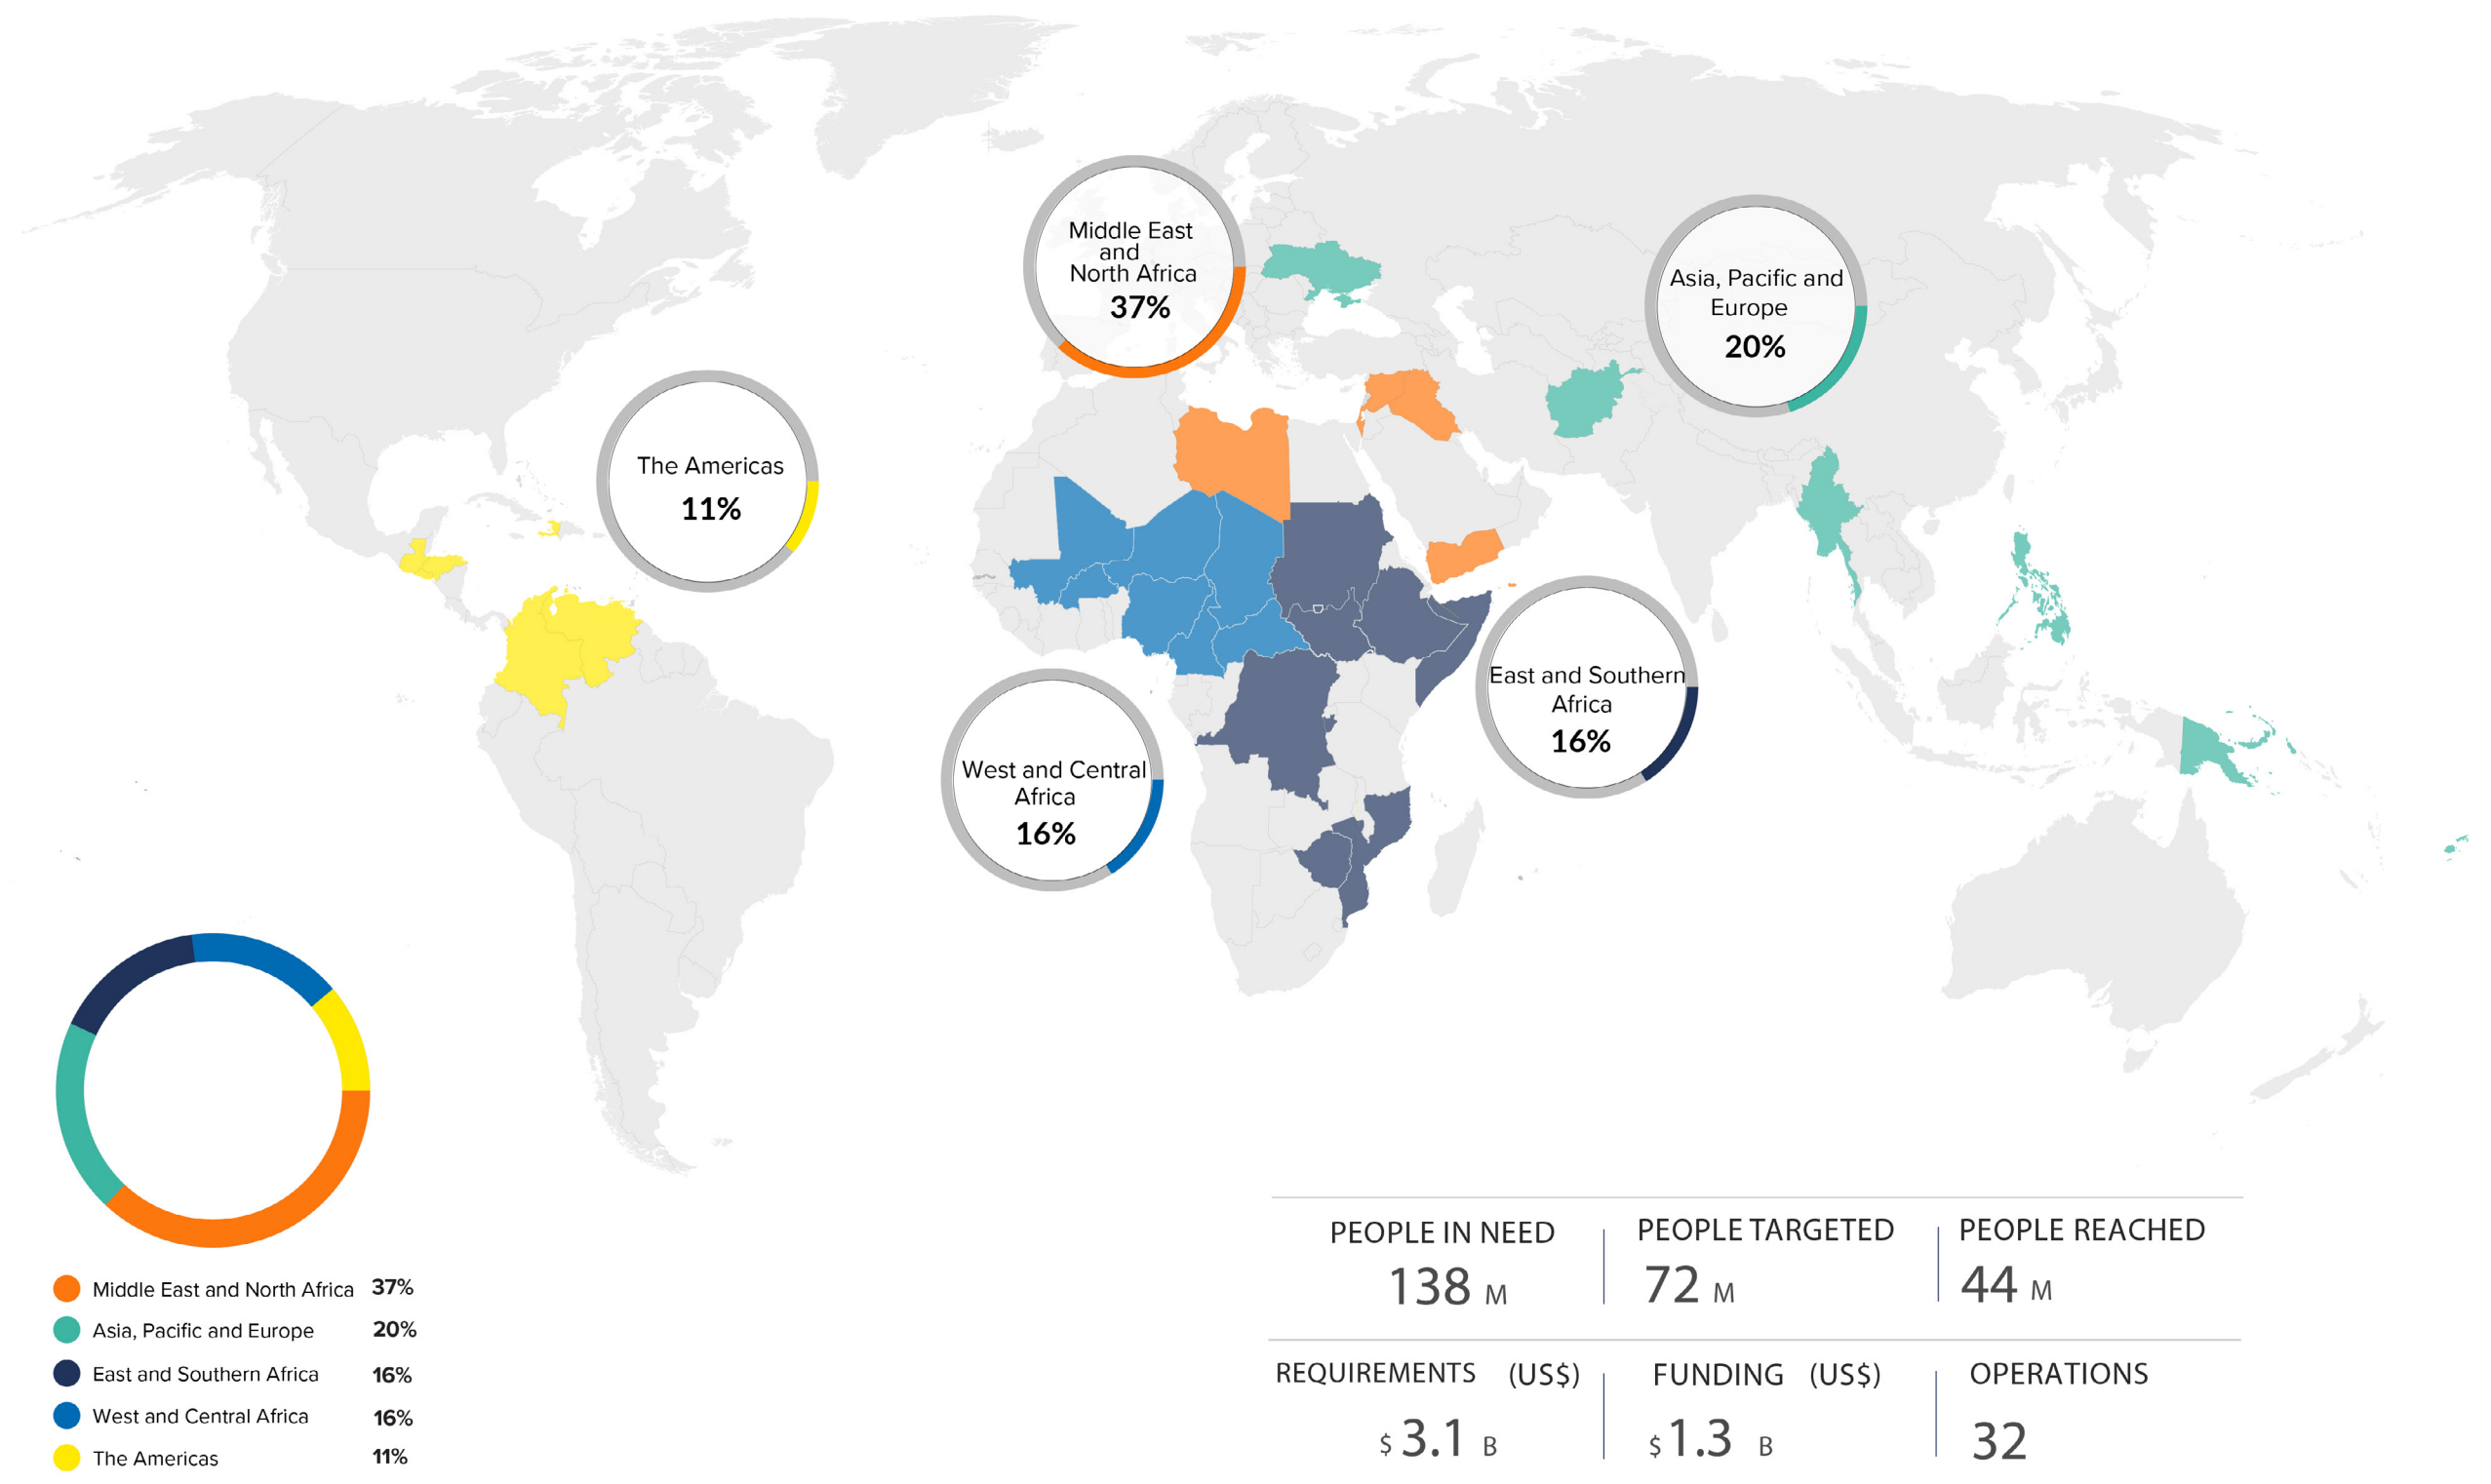 Middle East
and
North Africa
37%
Asia, Pacific and
Europe
20%
The Americas
11%
East and Southern
Africa
16%
West and Central
Africa
16%
Middle East and North Africa 37%
Asia, Pacific and Europe 20%
East and Southern Africa 16%
West and Central Africa 16%
The Americas 11%
PEOPLE IN NEED PEOPLE TARGETED PEOPLE REACHED
138 M 72 M 44 M
REQUIREMENTS (US$) FUNDING (US$) OPERATIONS
$ 3.1 B $ 1.3 B 32